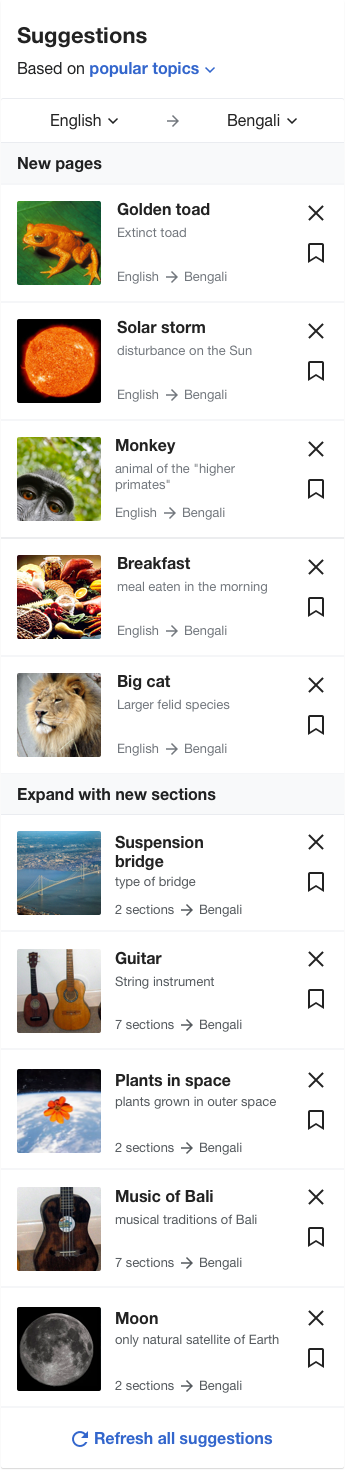 Suggestions
Based on popular topics
English → Bengali
New pages
Golden toad
Extinct toad
English → Bengali
Solar storm
disturbance on the Sun
English → Bengali
Monkey
animal of the "higher
primates"
English → Bengali
Breakfast
meal eaten in the morning
English → Bengali
Big cat
Larger felid species
English → Bengali
Expand with new sections
Suspension
bridge
type of bridge
2 sections → Bengali
Guitar
String instrument
7 sections → Bengali
Plants in space
plants grown in outer space
2 sections → Bengali
Music of Bali
musical traditions of Bali
7 sections → Bengali
Moon
only natural satellite of Earth
2 sections → Bengali
Refresh all suggestions